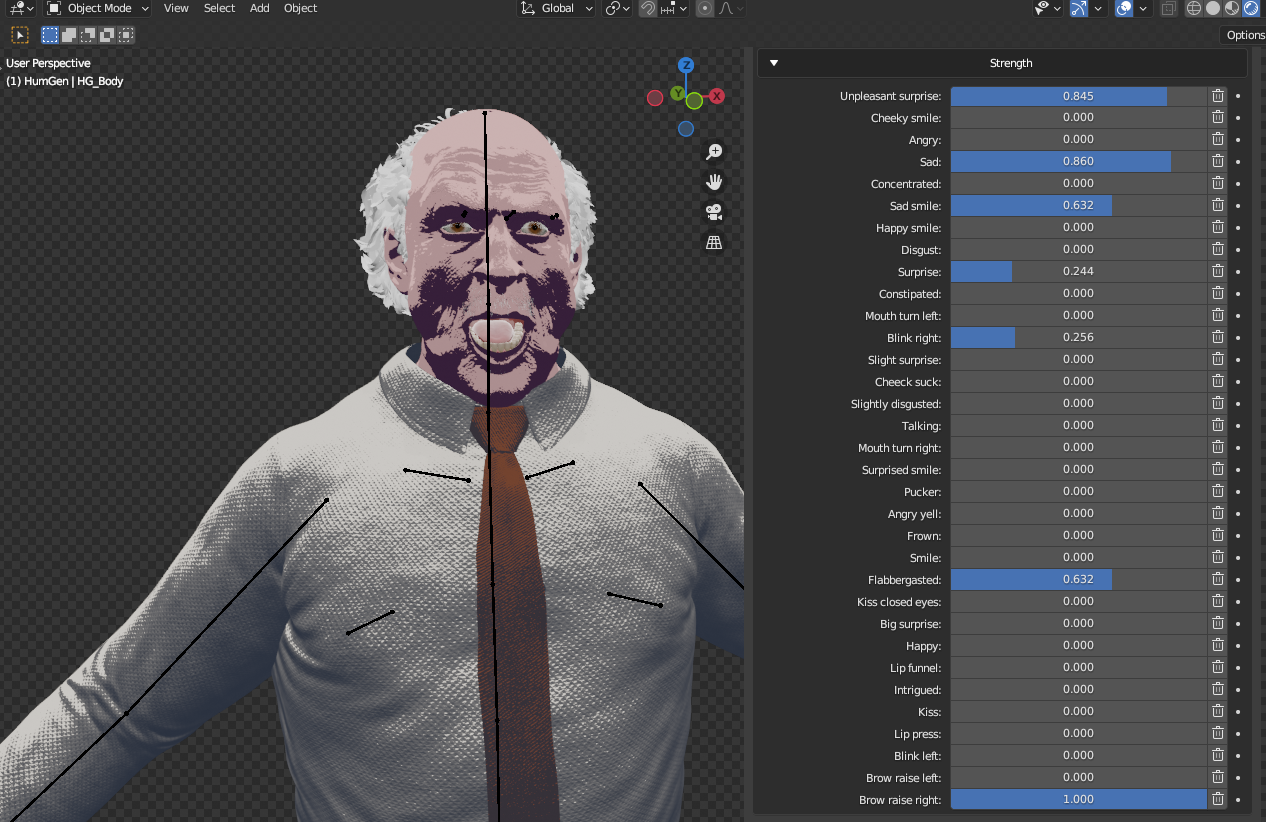 Object Mode
View
Select
Add
Object
Global
Options
User Perspective
(1) HumGen | HG_Body
Z
Y
X
Strength
Unpleasant surprise: 0.845
Cheeky smile: 0.000
Angry: 0.000
Sad: 0.860
Concentrated: 0.000
Sad smile: 0.632
Happy smile: 0.000
Disgust: 0.000
Surprise: 0.244
Constipated: 0.000
Mouth turn left: 0.000
Blink right: 0.256
Slight surprise: 0.000
Cheeck suck: 0.000
Slightly disgusted: 0.000
Talking: 0.000
Mouth turn right: 0.000
Surprised smile: 0.000
Pucker: 0.000
Angry yell: 0.000
Frown: 0.000
Smile: 0.000
Flabbergasted: 0.632
Kiss closed eyes: 0.000
Big surprise: 0.000
Happy: 0.000
Lip funnel: 0.000
Intrigued: 0.000
Kiss: 0.000
Lip press: 0.000
Blink left: 0.000
Brow raise left: 0.000
Brow raise right: 1.000